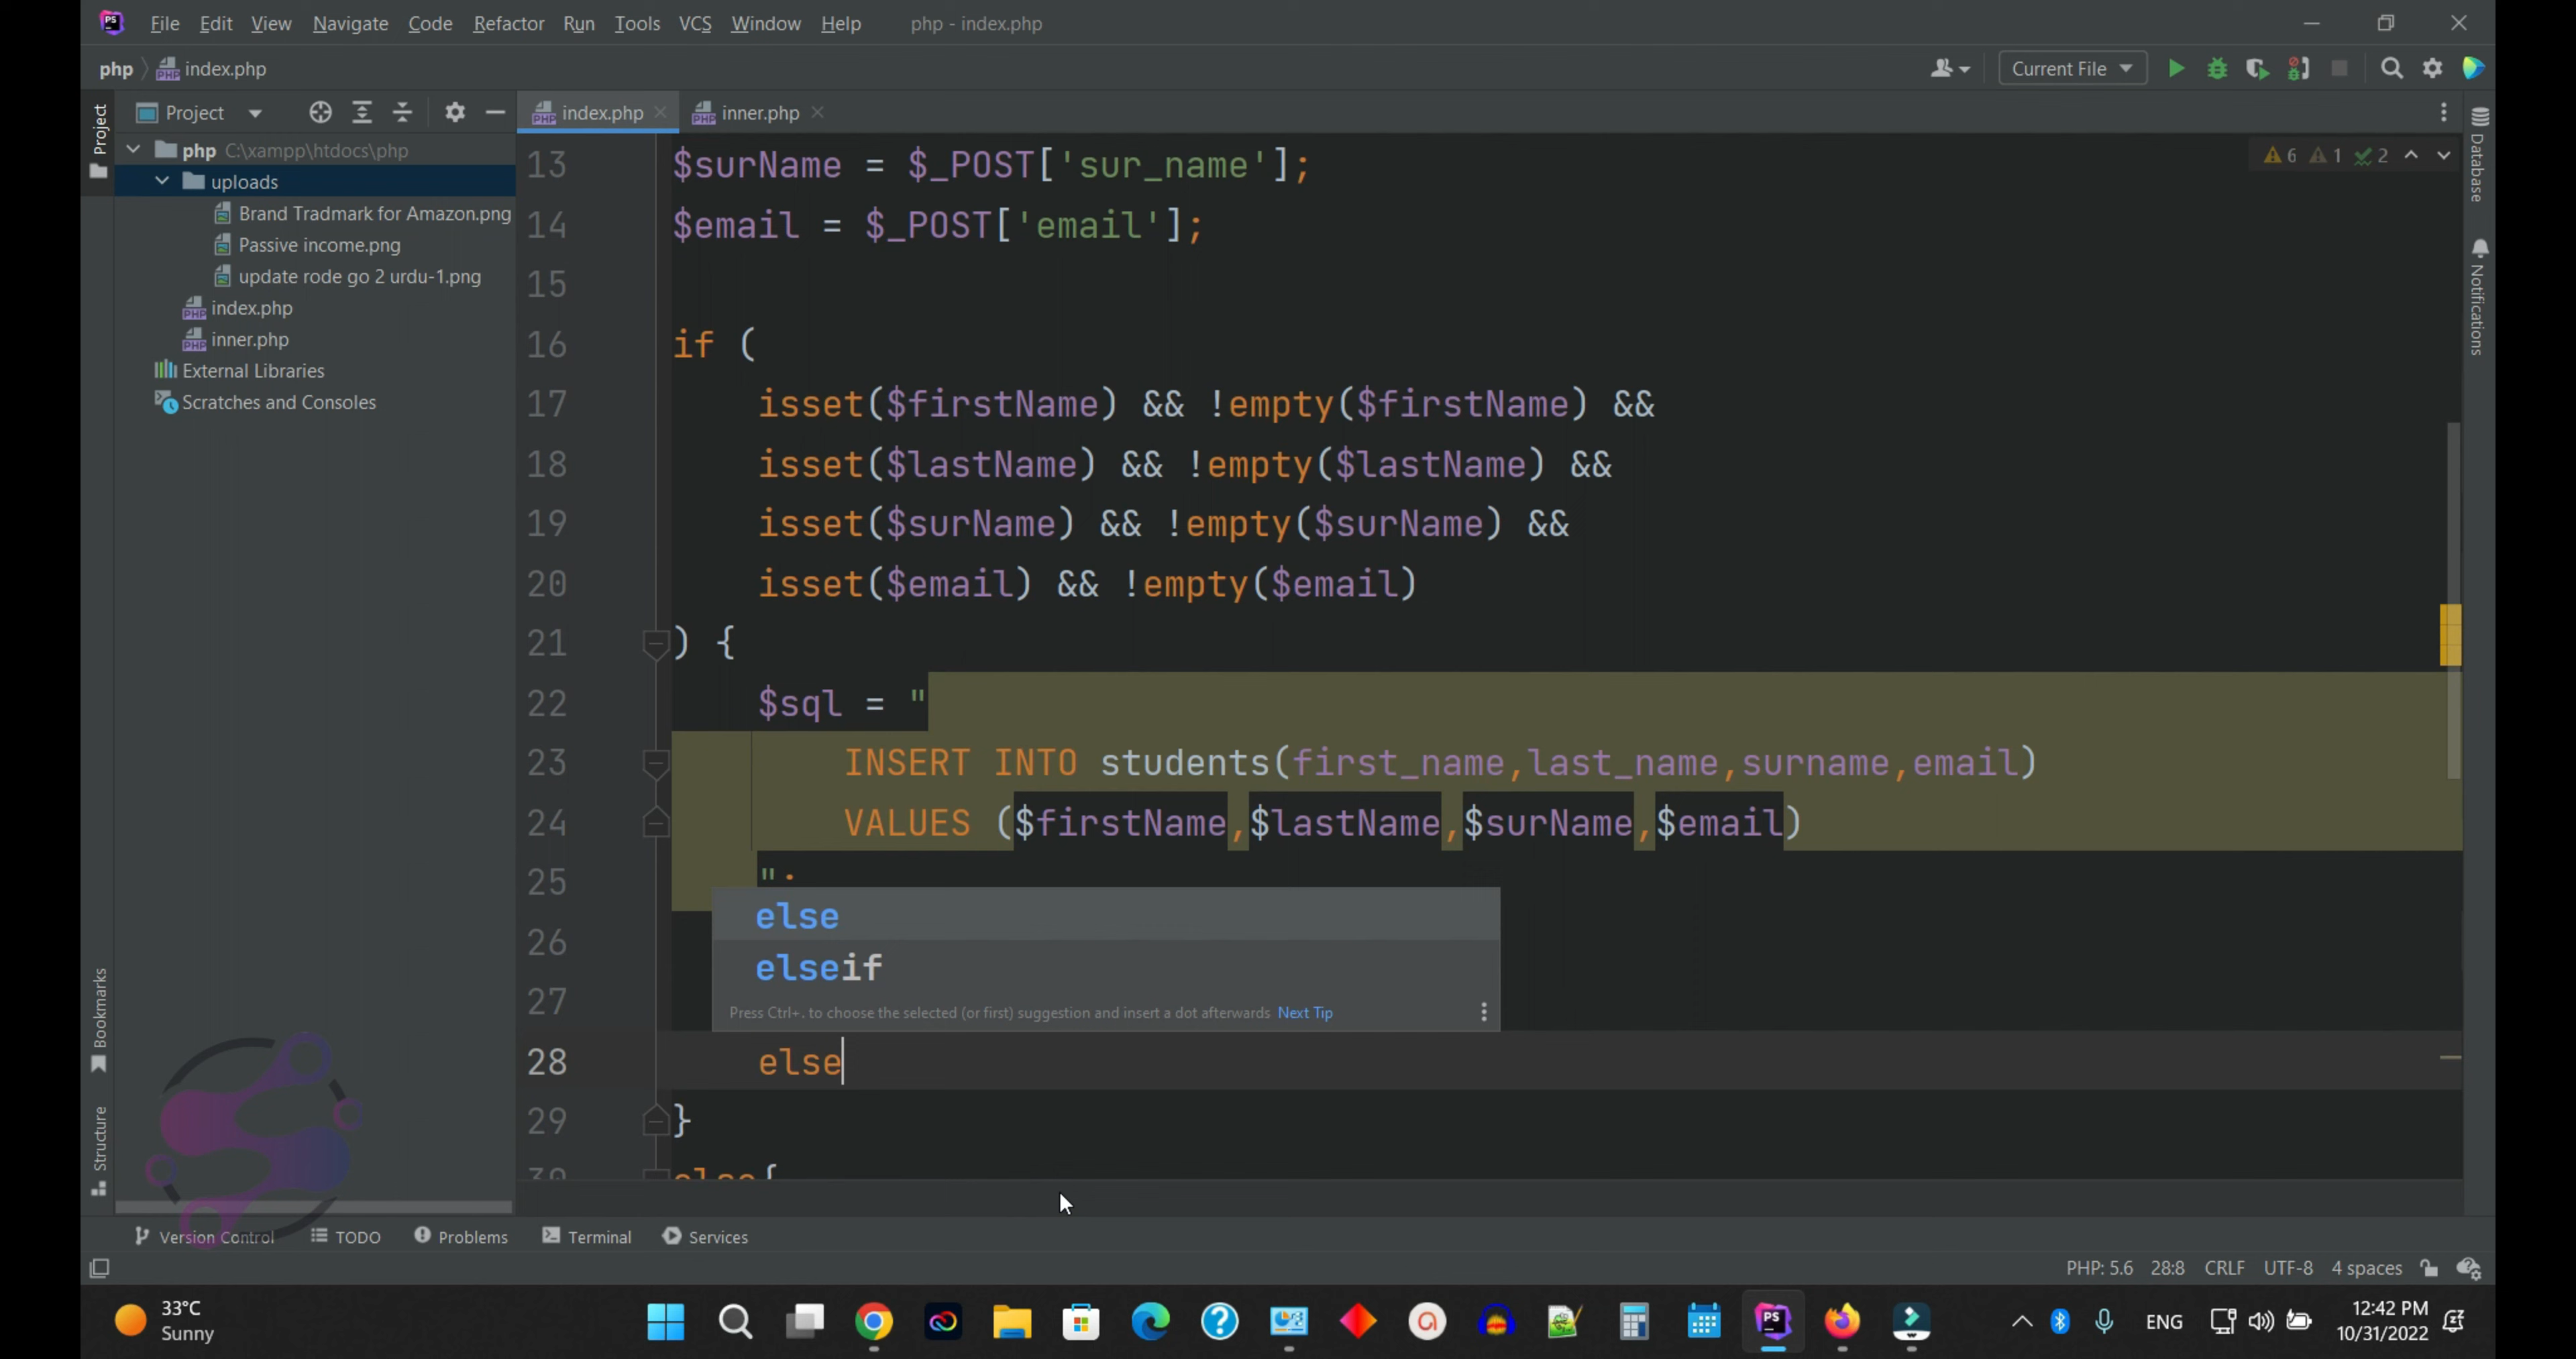 File Edit View Navigate Code Refactor Run Tools VCS Window Help php - index.php
php index.php Current File
Project index.php inner.php
Project
php C:\xampp\htdocs\php
uploads
Brand Tradmark for Amazon.png
Passive income.png
update rode go 2 urdu-1.png
index.php
inner.php
External Libraries
Scratches and Consoles
6 1 2
Database
Notifications
13 $surName = $_POST['sur_name'];
14 $email = $_POST['email'];
15
16 if (
17 isset($firstName) && !empty($firstName) &&
18 isset($lastName) && !empty($lastName) &&
19 isset($surName) && !empty($surName) &&
20 isset($email) && !empty($email)
21 ) {
22 $sql = "
23 INSERT INTO students(first_name,last_name,surname,email)
24 VALUES ($firstName,$lastName,$surName,$email)
25 ";
else
26
elseif
27
Press Ctrl+. to choose the selected (or first) suggestion and insert a dot afterwards Next Tip
28 else
29 }
30 else{
Bookmarks
Structure
Version Control TODO Problems Terminal Services
PHP: 5.6 28:8 CRLF UTF-8 4 spaces
33°C
Sunny
ENG
12:42 PM
10/31/2022